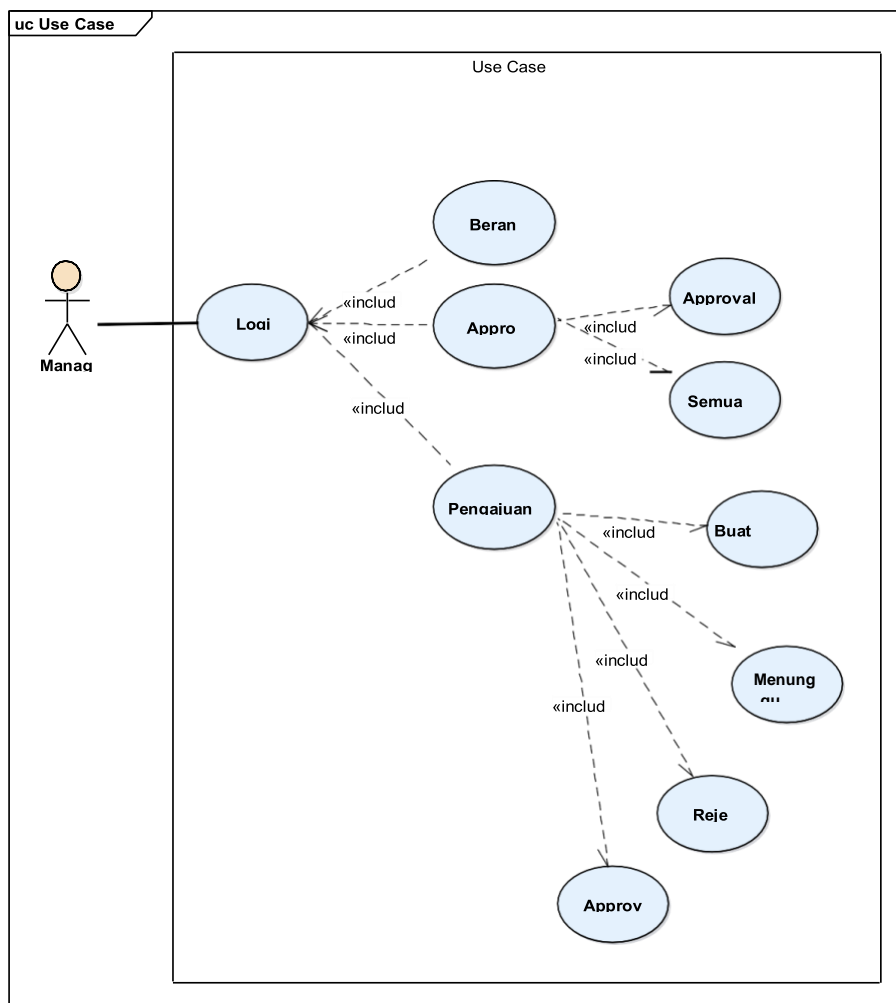 uc Use Case
Use Case
Beran
«includ
Logi
Appro
«includ
Approval
«includ
«includ
Semua
Manag
«includ
Pengajuan
Buat
«includ
«includ
Menung
gu
«includ
«includ
Reje
Approv